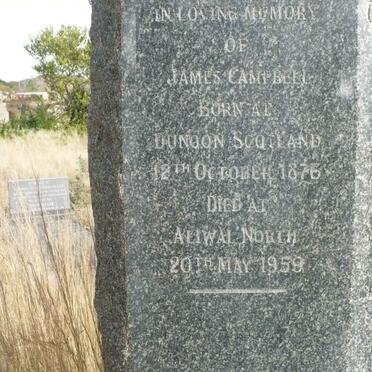 IN LOVING MEMORY
OF
JAMES CAMPBELL
BORN AT
DUNOON SCOTLAND
12TH OCTOBER 1876
DIED AT
ALIWAL NORTH
20TH MAY 1959